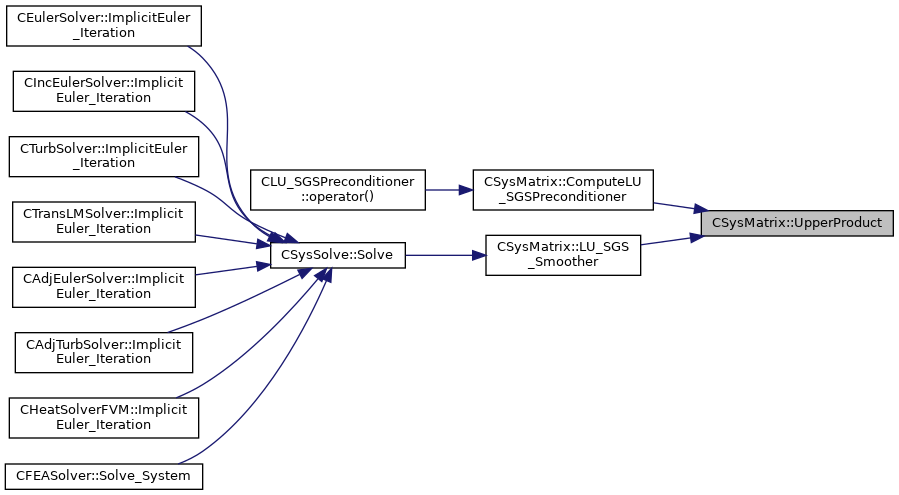 CEulerSolver::ImplicitEuler
_Iteration
CIncEulerSolver::Implicit
Euler_Iteration
CTurbSolver::ImplicitEuler
_Iteration
CTransLMSolver::Implicit
Euler_Iteration
CAdjEulerSolver::Implicit
Euler_Iteration
CAdjTurbSolver::Implicit
Euler_Iteration
CHeatSolverFVM::Implicit
Euler_Iteration
CFEASolver::Solve_System
CLU_SGSPreconditioner
::operator()
CSysSolve::Solve
CSysMatrix::ComputeLU
_SGSPreconditioner
CSysMatrix::LU_SGS
_Smoother
CSysMatrix::UpperProduct